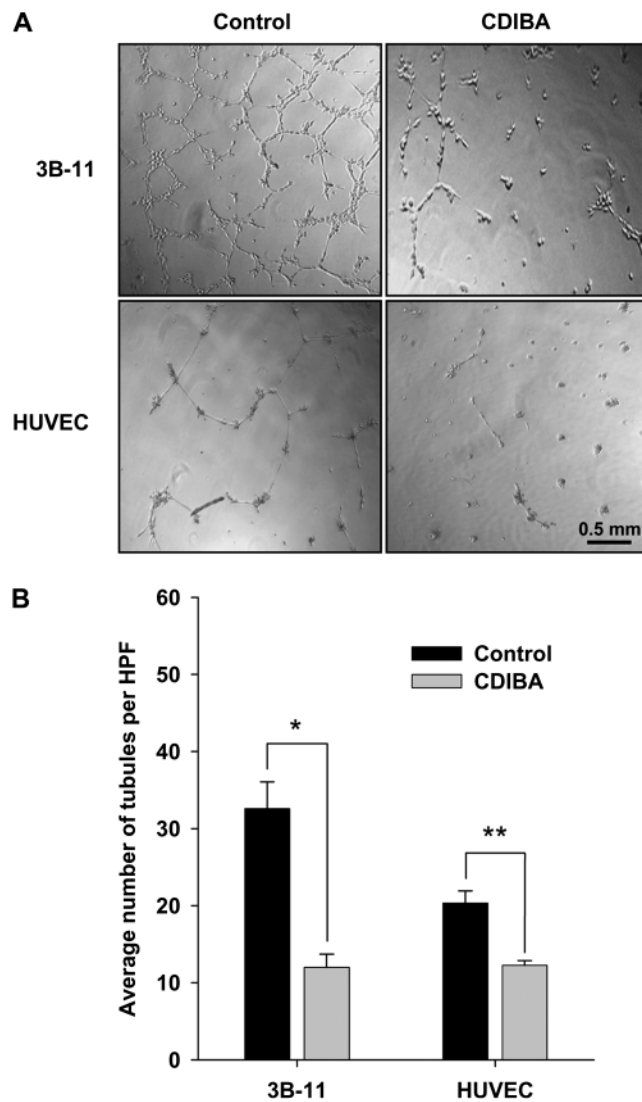 A
Control CDIBA
3B-11
HUVEC
0.5 mm
B
60
50
40
30
20
10
0
Average number of tubules per HPF
Control
CDIBA
*
**
3B-11 HUVEC